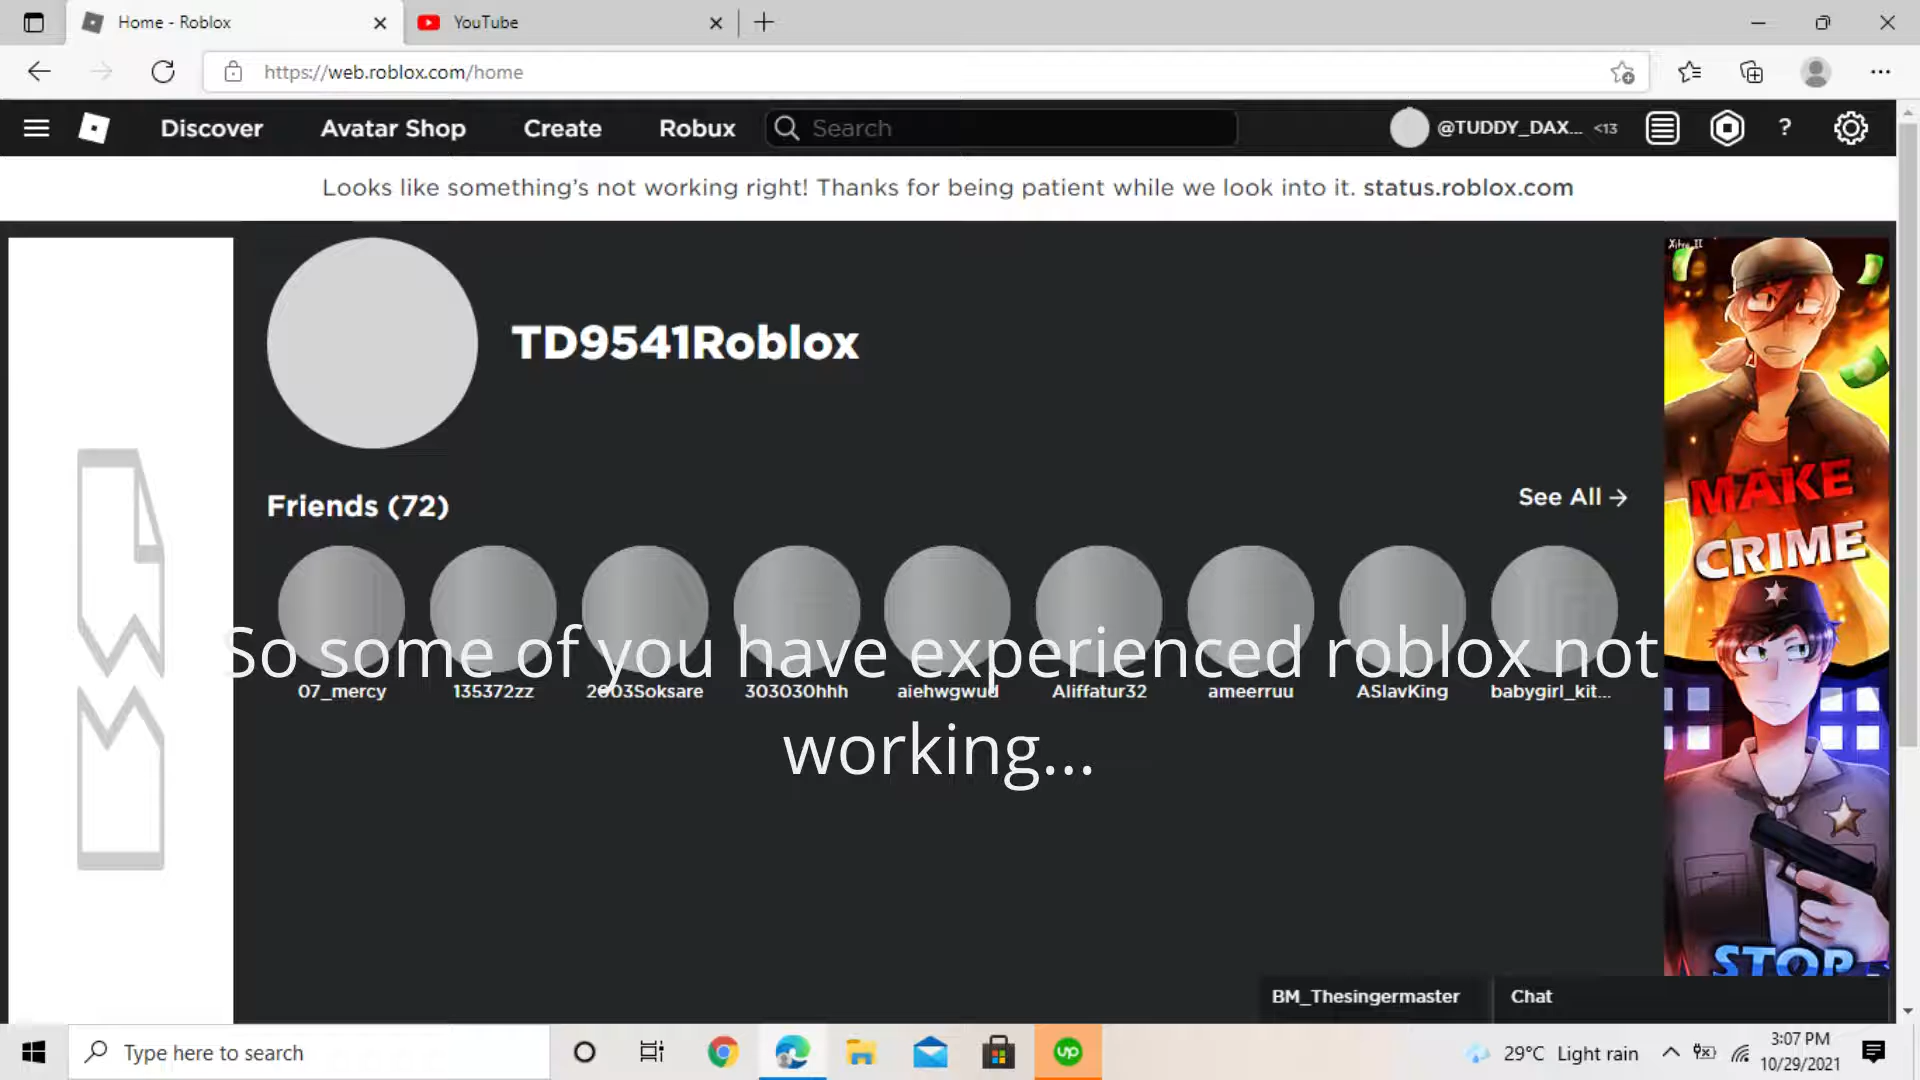 Home - Roblox
YouTube
https://web.roblox.com/home
Discover
Avatar Shop
Create
Robux
Search
@TUDDY_DAX... <13
?
Looks like something's not working right! Thanks for being patient while we look into it. status.roblox.com
TD9541Roblox
Friends (72)
See All →
07_mercy
135372zz
2003Soksare
303030hhh
aiehwgwud
Aliffatur32
ameerruu
ASlavKing
babygirl_kit...
So some of you have experienced roblox not
working...
MAKE
CRIME
STOP
BM_Thesingermaster
Chat
Type here to search
up
29°C Light rain
3:07 PM
10/29/2021